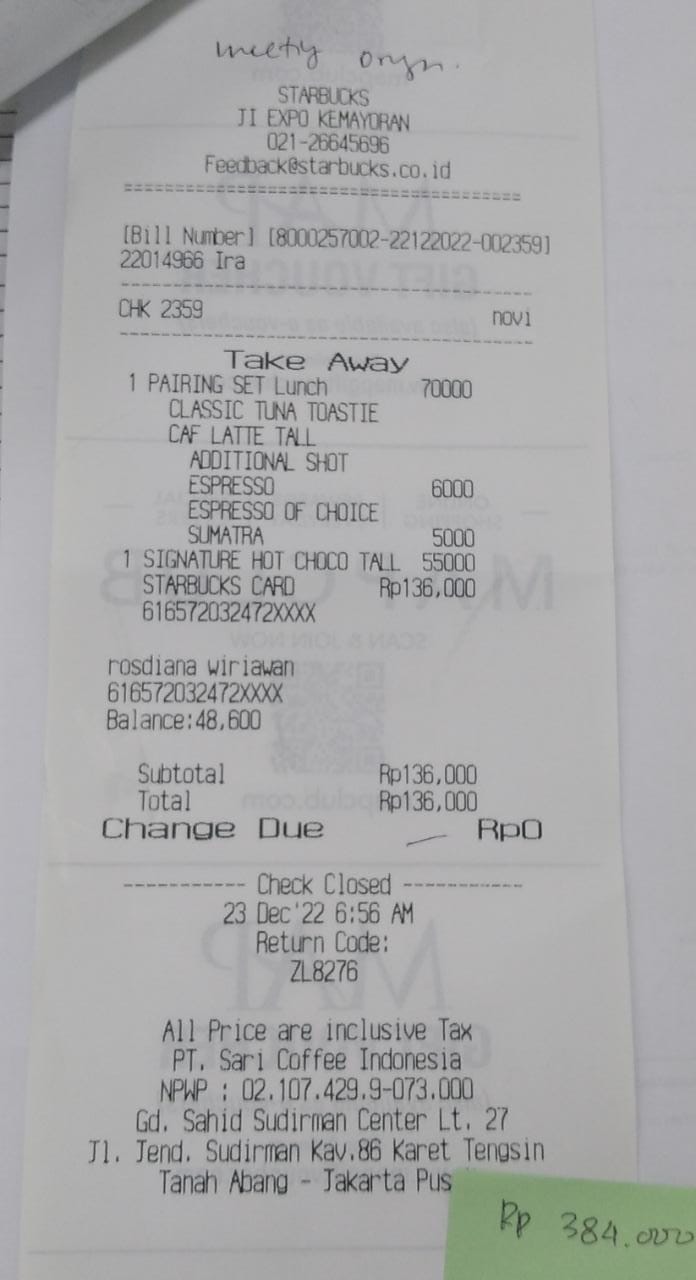 meeting
STARBUCKS
JI EXPO KEMAYORAN
021-26645696
Feedback@starbucks.co.id
======================================
[Bill Number] [8000257002-22122022-002359]
22014966 Ira
----------------------------------------
CHK 2359 novi
----------------------------------------
Take Away
1 PAIRING SET Lunch 70000
CLASSIC TUNA TOASTIE
CAF LATTE TALL
ADDITIONAL SHOT
ESPRESSO 6000
ESPRESSO OF CHOICE
SUMATRA 5000
1 SIGNATURE HOT CHOCO TALL 55000
STARBUCKS CARD Rp136,000
616572032472XXXX
rosdiana wiriawan
616572032472XXXX
Balance:48,600
Subtotal Rp136,000
Total Rp136,000
Change Due Rp0
----------- Check Closed -----------
23 Dec'22 6:56 AM
Return Code:
ZL8276
All Price are inclusive Tax
PT. Sari Coffee Indonesia
NPWP : 02.107.429.9-073.000
Gd. Sahid Sudirman Center Lt. 27
Jl. Jend. Sudirman Kav.86 Karet Tengsin
Tanah Abang - Jakarta Pus
Rp 384.000